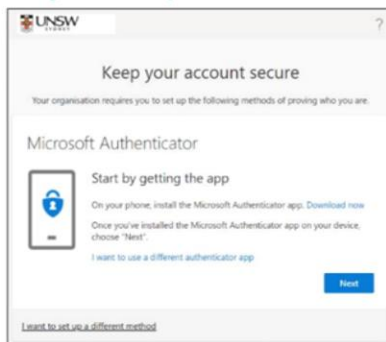 UNSW
SYDNEY
?
Keep your account secure
Your organisation requires you to set up the following methods of proving who you are.
Microsoft Authenticator
Start by getting the app
On your phone, install the Microsoft Authenticator app. Download now
Once you've installed the Microsoft Authenticator app on your device,
choose "Next".
I want to use a different authenticator app
Next
I want to set up a different method